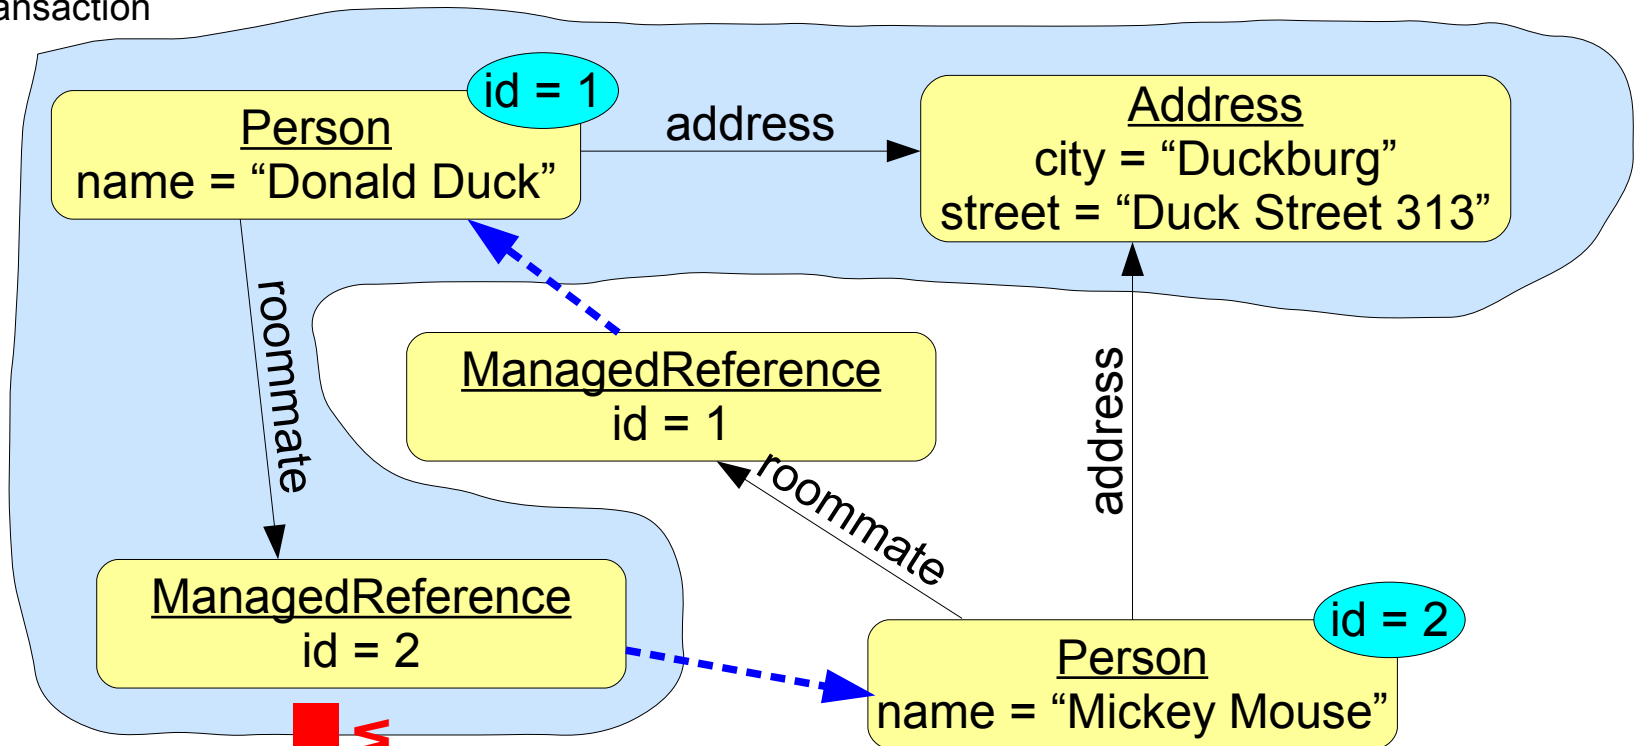 ansaction
id = 1
Person
name = “Donald Duck”
address
Address
city = “Duckburg”
street = “Duck Street 313”
roommate
ManagedReference
id = 1
address
roommate
ManagedReference
id = 2
id = 2
Person
name = “Mickey Mouse”